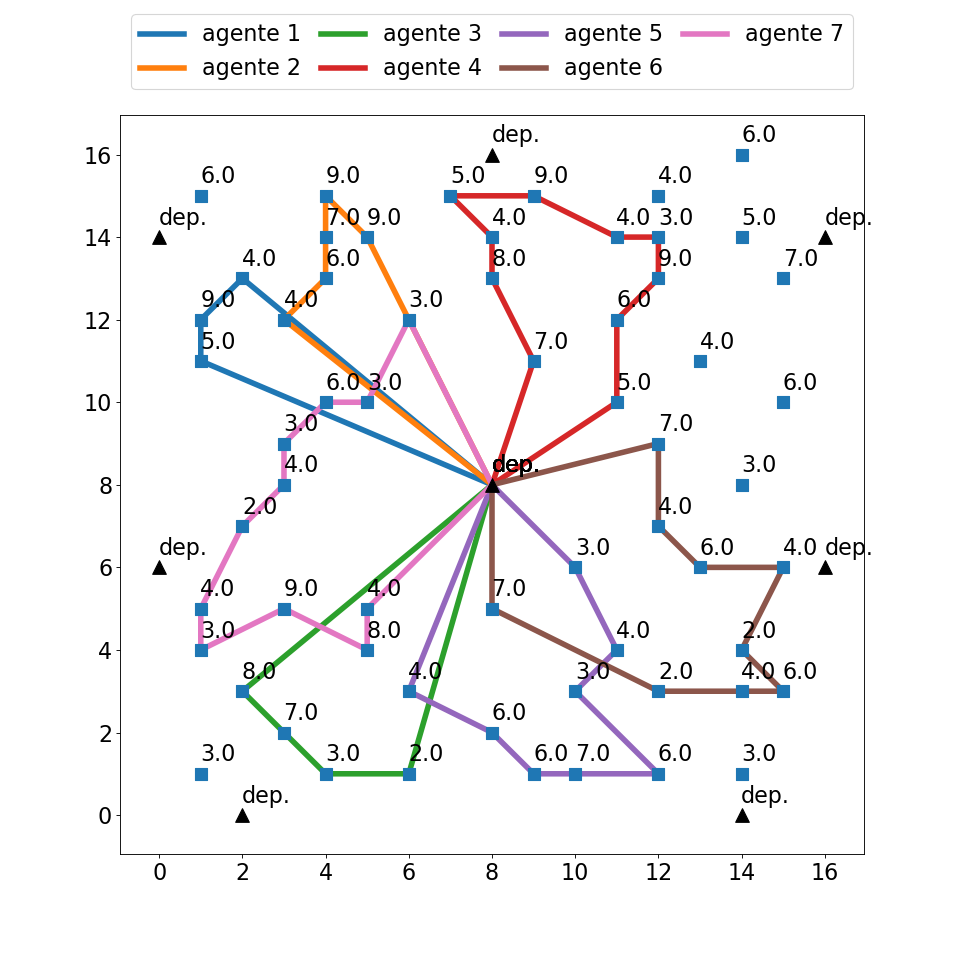 agente 1 agente 3 agente 5 agente 7
agente 2 agente 4 agente 6
dep. 6.0
16
6.0 9.0 5.0 9.0 4.0
14 dep. 7.0 9.0 4.0 4.0 3.0 5.0 dep.
4.0 6.0 8.0 9.0 7.0
12 9.0 4.0 3.0 6.0
5.0 7.0 4.0
10 6.0 3.0 5.0 6.0
3.0 7.0
8 4.0 dep. 3.0
2.0 4.0
6 dep. 3.0 6.0 4.0 dep.
4.0 9.0 4.0 7.0
4 3.0 8.0 4.0 2.0
8.0 4.0 3.0 2.0 4.0 6.0
2 7.0 6.0
3.0 3.0 2.0 6.0 7.0 6.0 3.0
0 dep. dep.
0 2 4 6 8 10 12 14 16